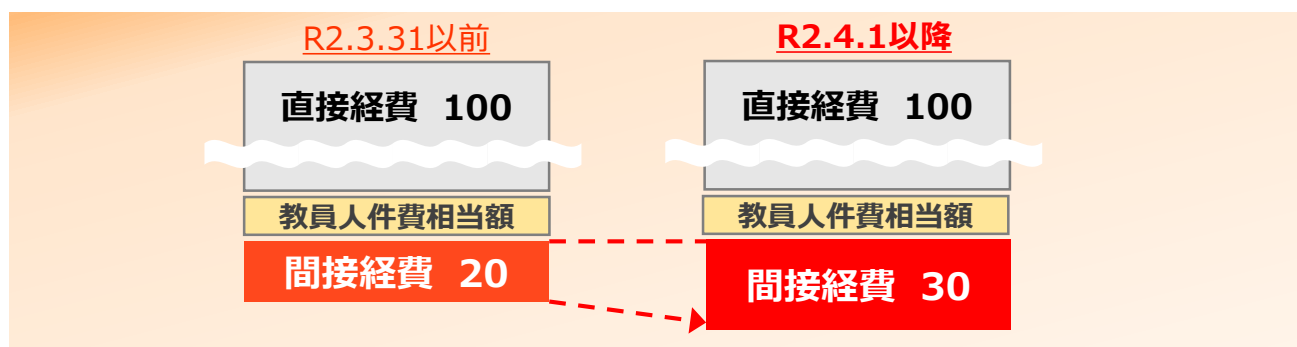 R2.3.31以前
直接経費 100
教員人件費相当額
間接経費 20
R2.4.1以降
直接経費 100
教員人件費相当額
間接経費 30